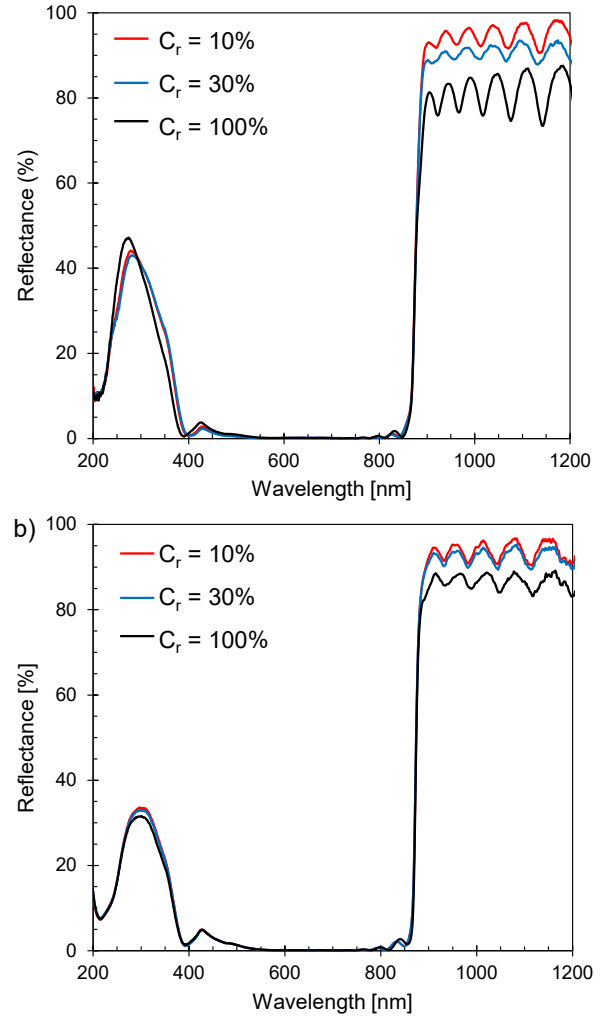 100
80
60
40
20
0
Reflectance (%)
C_r = 10%
C_r = 30%
C_r = 100%
200 400 600 800 1000 1200
Wavelength [nm]
b)
100
80
60
40
20
0
Reflectance [%]
C_r = 10%
C_r = 30%
C_r = 100%
200 400 600 800 1000 1200
Wavelength [nm]